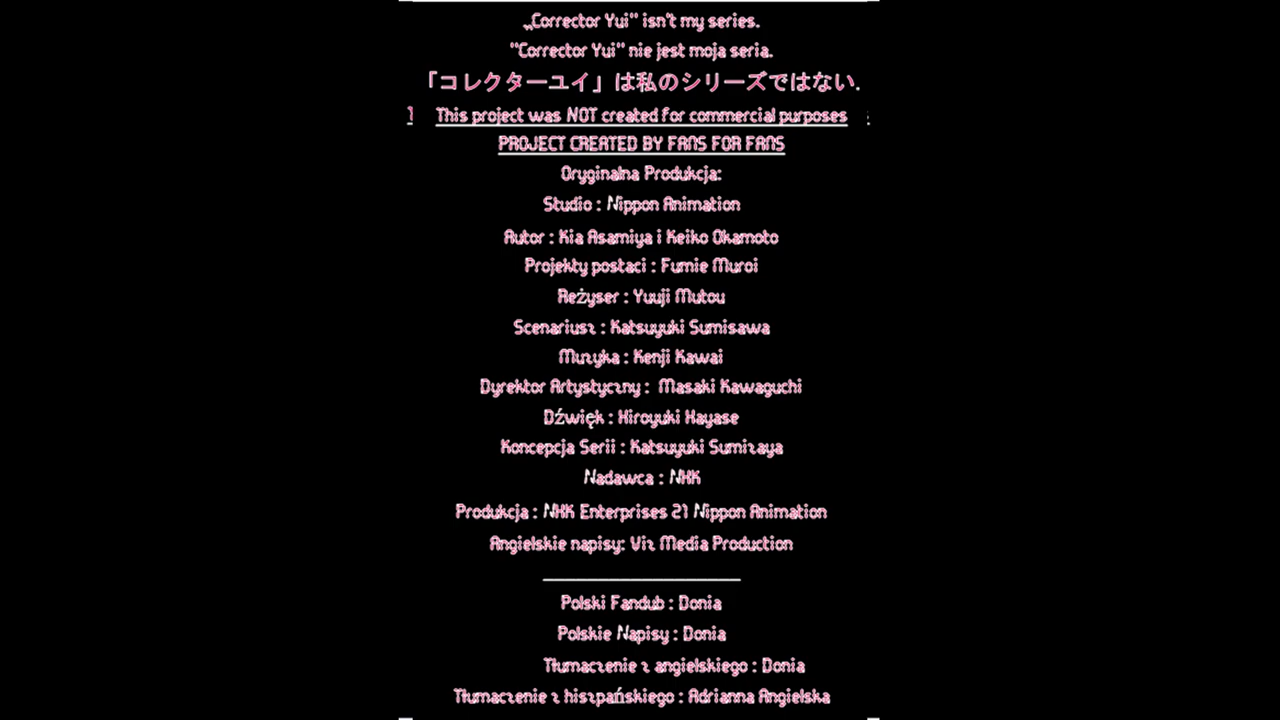 „Corrector Yui" isn't my series.
"Corrector Yui" nie jest moja seria.
「コレクターユイ」は私のシリーズではない.
This project was NOT created for commercial purposes
PROJECT CREATED BY FANS FOR FANS
Oryginalna Produkcja:
Studio : Nippon Animation
Autor : Kia Asamiya i Keiko Okamoto
Projekty postaci : Fumie Muroi
Reżyser : Yuuji Mutou
Scenariusz : Katsuyuki Sumisawa
Muzyka : Kenji Kawai
Dyrektor Artystyczny : Masaki Kawaguchi
Dźwięk : Hiroyuki Hayase
Koncepcja Serii : Katsuyuki Sumizaya
Nadawca : NHK
Produkcja : NHK Enterprises 21 Nippon Animation
Angielskie napisy: Viz Media Production
Polski Fandub : Donia
Polskie Napisy : Donia
Tłumaczenie z angielskiego : Donia
Tłumaczenie z hiszpańskiego : Adrianna Angielska